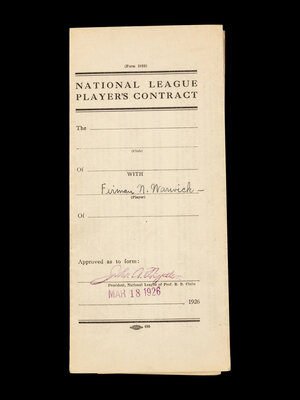 (Form 1926)
NATIONAL LEAGUE
PLAYER'S CONTRACT
The
(Club)
Of
WITH
Firman N. Warwick
(Player)
Of
Approved as to form:
John A. Heydler
President, National League of Prof. B. B. Clubs
MAR 18 1926
, 1926